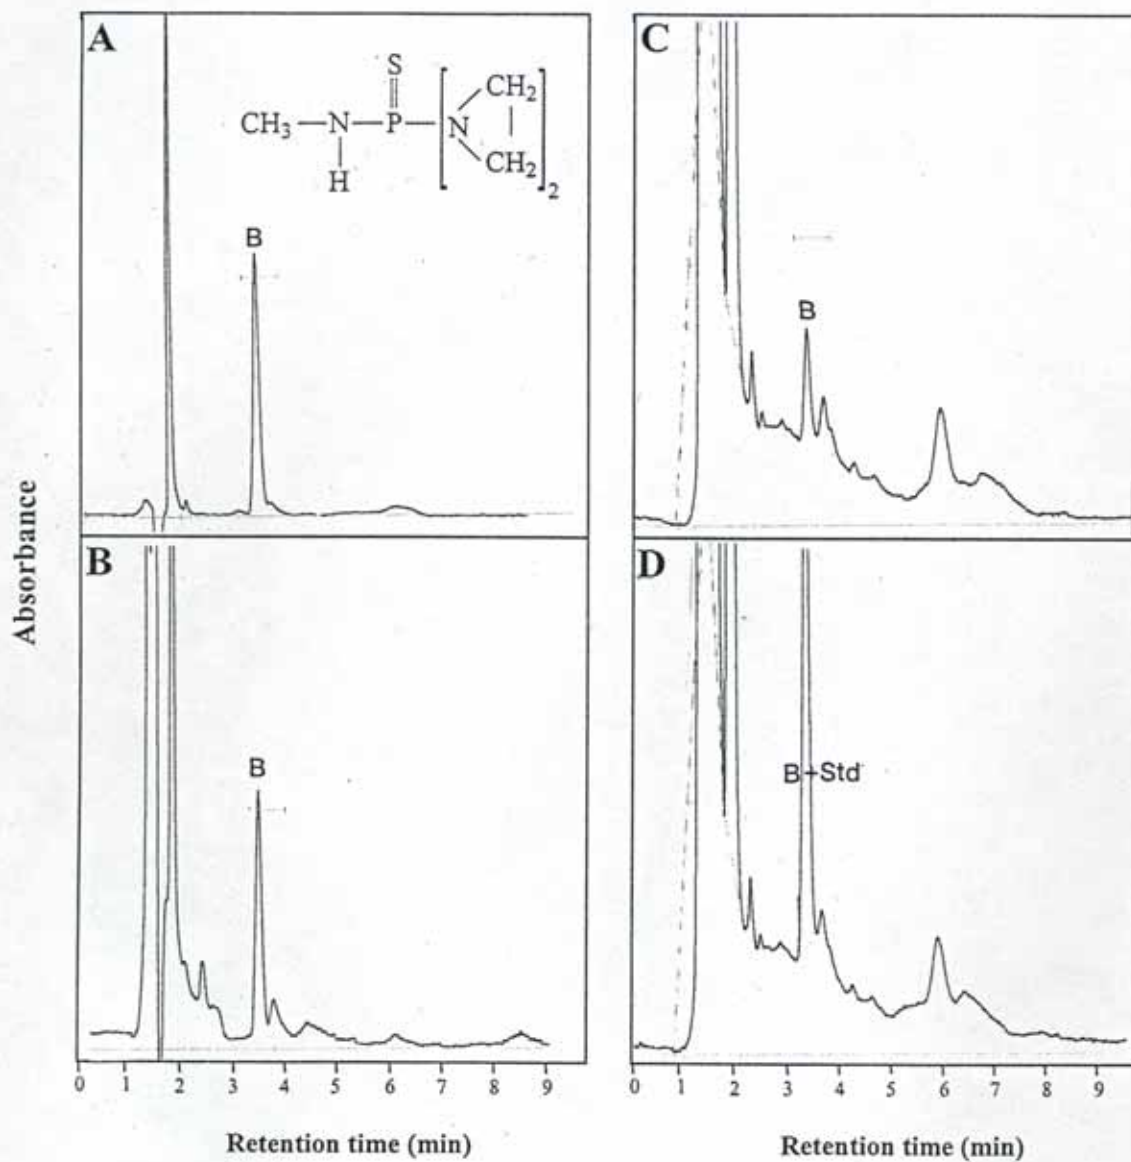 A
S
CH₃ — N — P — N
CH₂
CH₂
2
H
B
C
B
B
B
D
B+Std
Absorbance
0 1 2 3 4 5 6 7 8 9
0 1 2 3 4 5 6 7 8 9
Retention time (min)
Retention time (min)